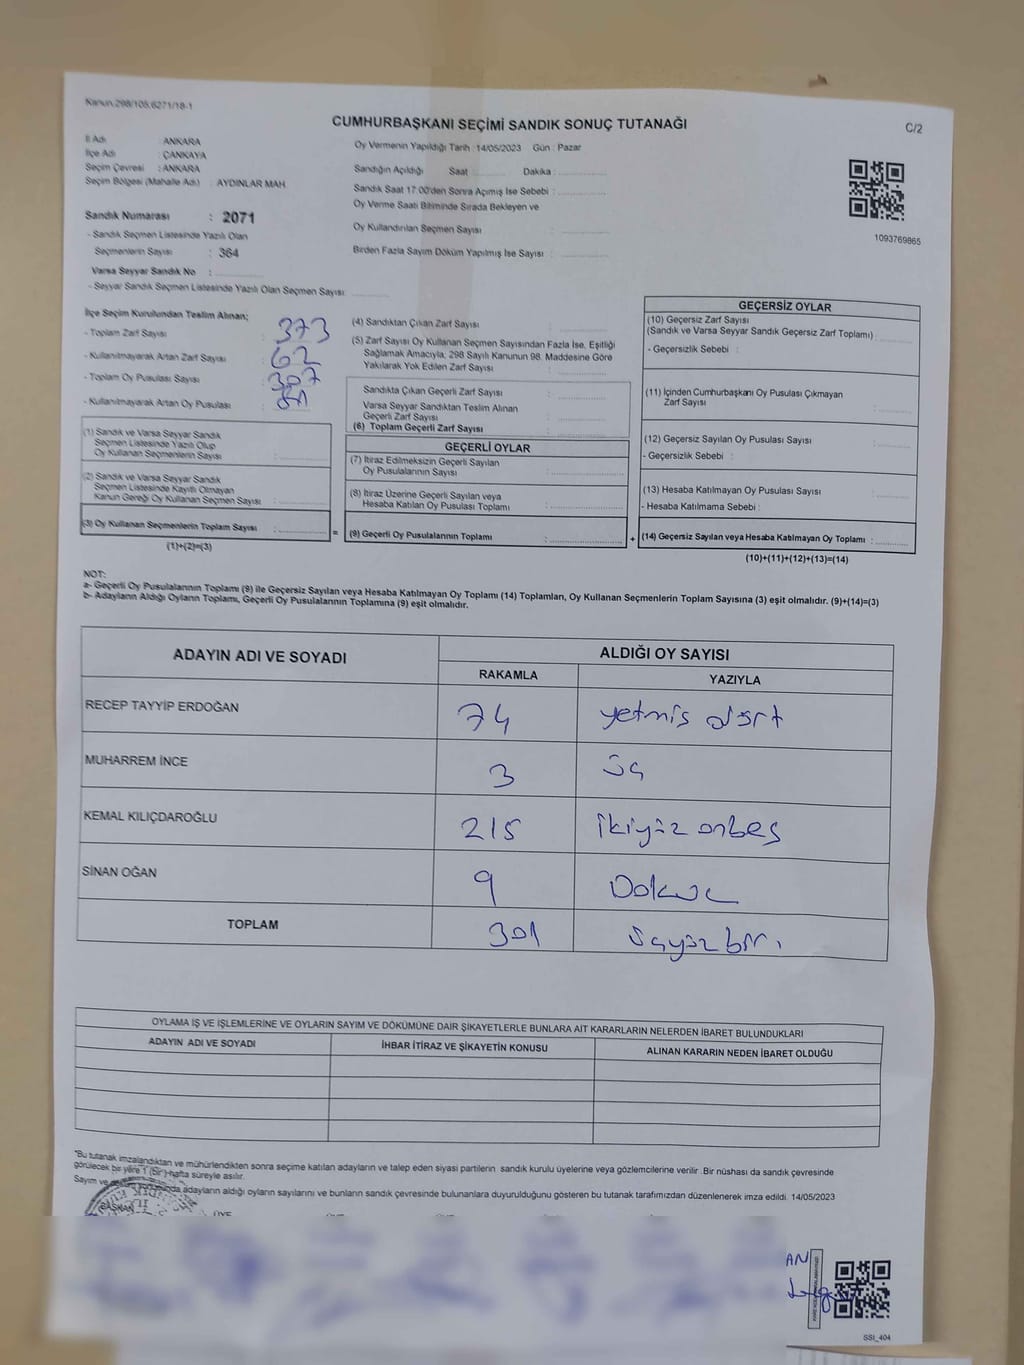 Kanun.298/105,6271/18-1
CUMHURBAŞKANI SEÇİMİ SANDIK SONUÇ TUTANAĞI
C/2
İl Adı : ANKARA
İlçe Adı : ÇANKAYA
Seçim Çevresi : ANKARA
Seçim Bölgesi (Mahalle Adı) : AYDINLAR MAH.
Sandık Numarası : 2071
- Sandık Seçmen Listesinde Yazılı Olan
Seçmenlerin Sayısı : 364
Varsa Seyyar Sandık No :
- Seyyar Sandık Seçmen Listesinde Yazılı Olan Seçmen Sayısı:
Oy Vermenin Yapıldığı Tarih : 14/05/2023 Gün : Pazar
Sandığın Açıldığı Saat Dakika :
Sandık Saat 17:00'den Sonra Açılmış İse Sebebi :
Oy Verme Saati Bitiminde Sırada Bekleyen ve
Oy Kullandırılan Seçmen Sayısı :
Birden Fazla Sayım Döküm Yapılmış İse Sayısı :
1093769865
İlçe Seçim Kurulundan Teslim Alınan;
- Toplam Zarf Sayısı : 373
- Kullanılmayarak Artan Zarf Sayısı : 62
- Toplam Oy Pusulası Sayısı :
- Kullanılmayarak Artan Oy Pusulası :
(1) Sandık ve Varsa Seyyar Sandık
Seçmen Listesinde Yazılı Olup
Oy Kullanan Seçmenlerin Sayısı :
(2) Sandık ve Varsa Seyyar Sandık
Seçmen Listesinde Kayıtlı Olmayan
Kanun Gereği Oy Kullanan Seçmen Sayısı :
(3) Oy Kullanan Seçmenlerin Toplam Sayısı :
(1)+(2)=(3)
(4) Sandıktan Çıkan Zarf Sayısı :
(5) Zarf Sayısı Oy Kullanan Seçmen Sayısından Fazla İse, Eşitliği
Sağlamak Amacıyla; 298 Sayılı Kanunun 98. Maddesine Göre
Yakılarak Yok Edilen Zarf Sayısı :
Sandıkta Çıkan Geçerli Zarf Sayısı :
Varsa Seyyar Sandıktan Teslim Alınan
Geçerli Zarf Sayısı :
(6) Toplam Geçerli Zarf Sayısı :
GEÇERLİ OYLAR
(7) İtiraz Edilmeksizin Geçerli Sayılan
Oy Pusulalarının Sayısı :
(8) İtiraz Üzerine Geçerli Sayılan veya
Hesaba Katılan Oy Pusulası Toplamı :
= (9) Geçerli Oy Pusulalarının Toplamı :
GEÇERSİZ OYLAR
(10) Geçersiz Zarf Sayısı
(Sandık ve Varsa Seyyar Sandık Geçersiz Zarf Toplamı) :
- Geçersizlik Sebebi :
(11) İçinden Cumhurbaşkanı Oy Pusulası Çıkmayan
Zarf Sayısı :
(12) Geçersiz Sayılan Oy Pusulası Sayısı :
- Geçersizlik Sebebi :
(13) Hesaba Katılmayan Oy Pusulası Sayısı :
- Hesaba Katılmama Sebebi :
+ (14) Geçersiz Sayılan veya Hesaba Katılmayan Oy Toplamı :
(10)+(11)+(12)+(13)=(14)
NOT:
a- Geçerli Oy Pusulalarının Toplamı (9) ile Geçersiz Sayılan veya Hesaba Katılmayan Oy Toplamı (14) Toplamları, Oy Kullanan Seçmenlerin Toplam Sayısına (3) eşit olmalıdır. (9)+(14)=(3)
b- Adayların Aldığı Oyların Toplamı, Geçerli Oy Pusulalarının Toplamına (9) eşit olmalıdır.
ADAYIN ADI VE SOYADI ALDIĞI OY SAYISI
RAKAMLA YAZIYLA
RECEP TAYYİP ERDOĞAN 74 yetmiş dört
MUHARREM İNCE 3 üç
KEMAL KILIÇDAROĞLU 215 ikiyüz onbeş
SİNAN OĞAN 9 Dokuz
TOPLAM 301 üçyüz bir
OYLAMA İŞ VE İŞLEMLERİNE VE OYLARIN SAYIM VE DÖKÜMÜNE DAİR ŞİKAYETLERLE BUNLARA AİT KARARLARIN NELERDEN İBARET BULUNDUKLARI
ADAYIN ADI VE SOYADI İHBAR İTİRAZ VE ŞİKAYETİN KONUSU ALINAN KARARIN NEDEN İBARET OLDUĞU
"Bu tutanak imzalandıktan ve mühürlendikten sonra seçime katılan adayların ve talep eden siyasi partilerin sandık kurulu üyelerine veya gözlemcilerine verilir. Bir nüshası da sandık çevresinde
görülecek bir yere 1 (Bir) hafta süreyle asılır.
Sayım ve adayların aldığı oyların sayılarını ve bunların sandık çevresinde bulunanlara duyurulduğunu gösteren bu tutanak tarafımızdan düzenlenerek imza edildi. 14/05/2023
BAŞKAN
SSI_404